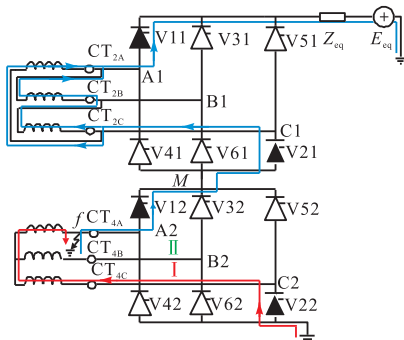 V11 V31 V51 Zeq Eeq
CT2A
A1
CT2B
B1
CT2C
C1
V41 V61 V21
M
V12 V32 V52
f CT4A
A2
CT4B
II
B2
CT4C
I
C2
V42 V62 V22